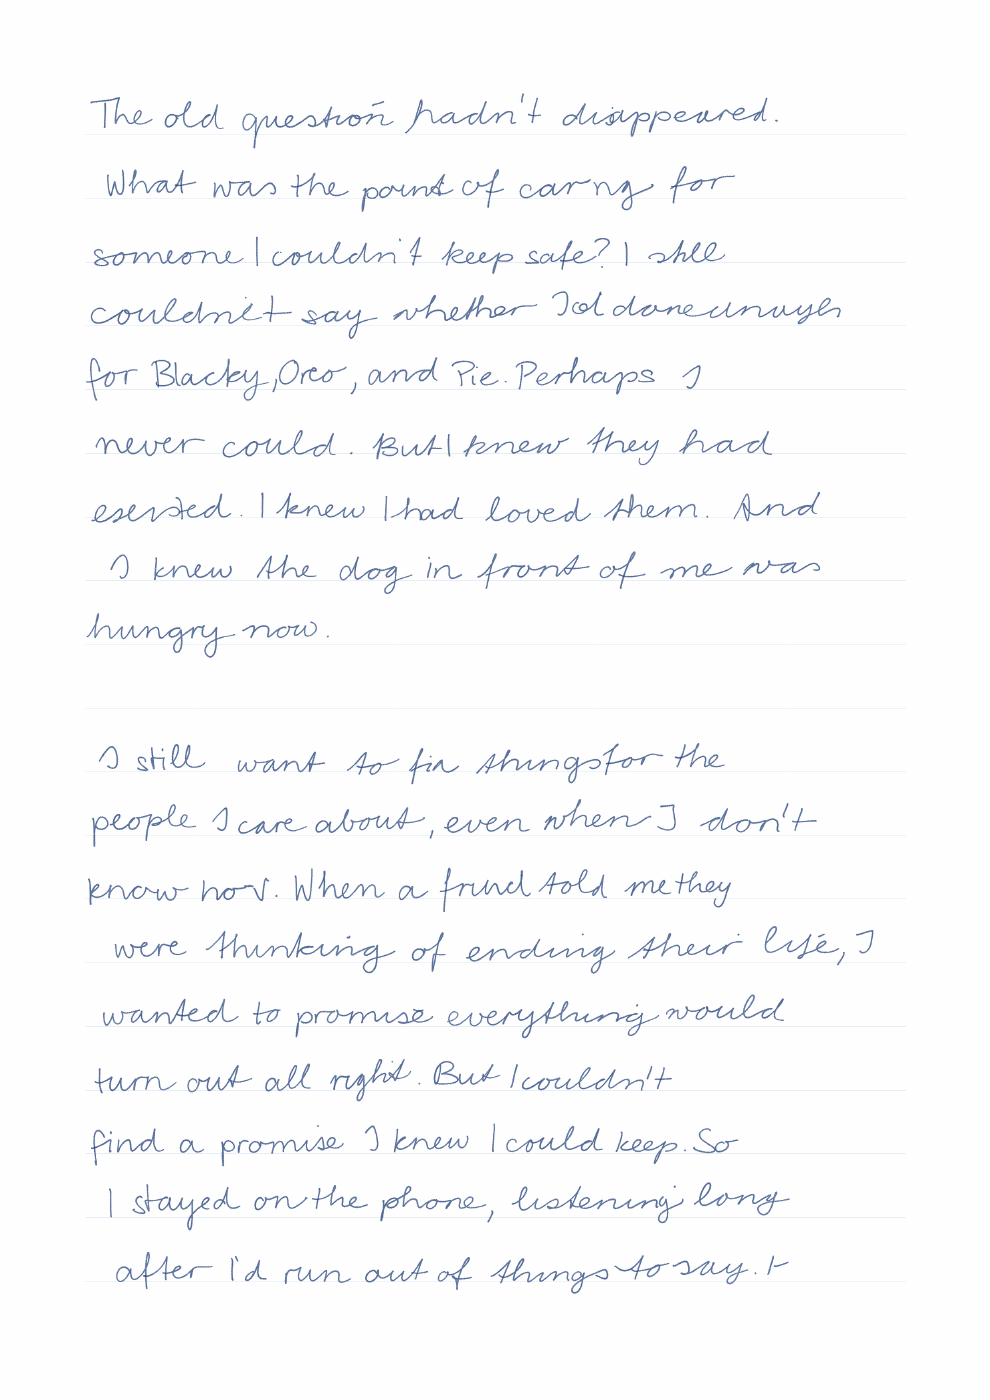 The old question hadn't disappeared.
What was the point of caring for
someone I couldn't keep safe? I still
couldn't say whether I'd done enough
for Blacky, Oreo, and Pie. Perhaps I
never could. But I knew they had
existed. I knew I had loved them. And
I knew the dog in front of me was
hungry now.
I still want to fix things for the
people I care about, even when I don't
know how. When a friend told me they
were thinking of ending their life, I
wanted to promise everything would
turn out all right. But I couldn't
find a promise I knew I could keep. So
I stayed on the phone, listening long
after I'd run out of things to say. It